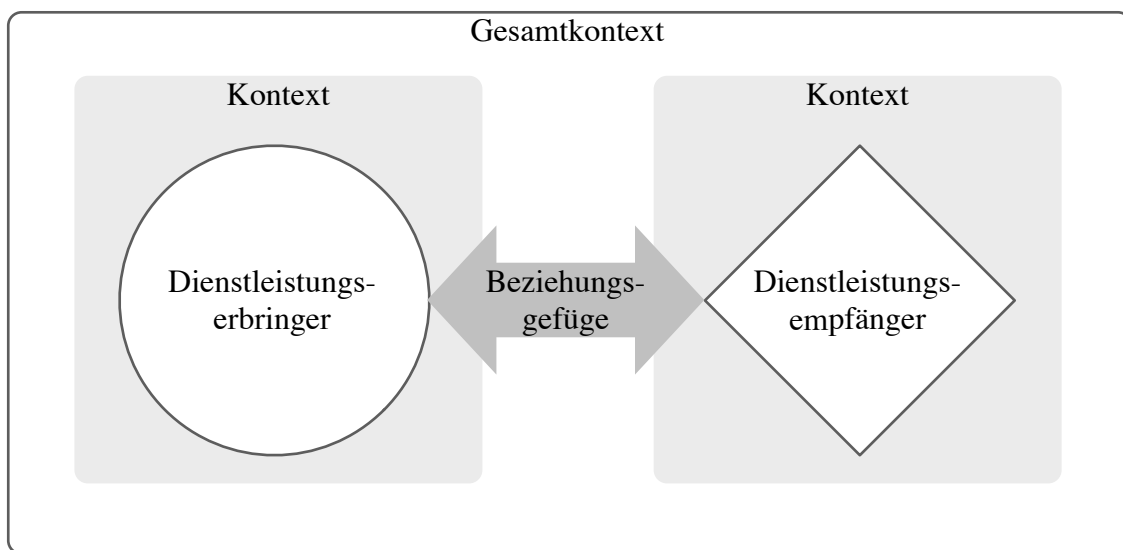 Gesamtkontext
Kontext
Kontext
Dienstleistungs-
erbringer
Beziehungs-
gefüge
Dienstleistungs-
empfänger